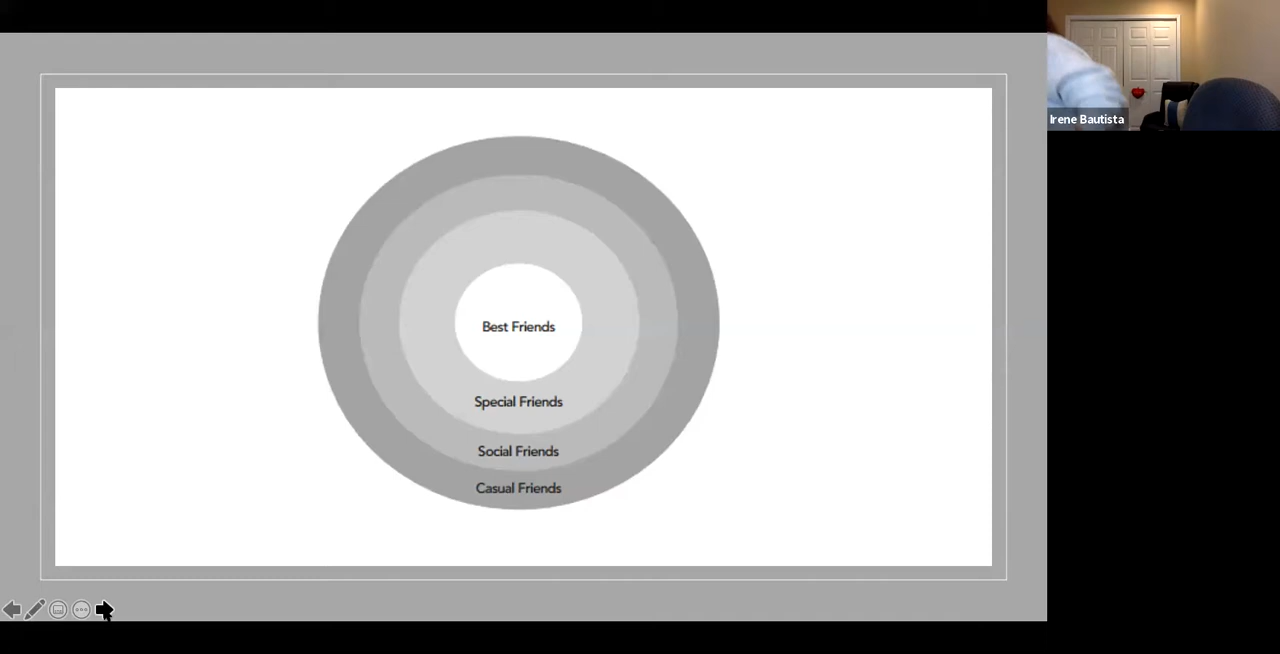 Irene Bautista
Best Friends
Special Friends
Social Friends
Casual Friends